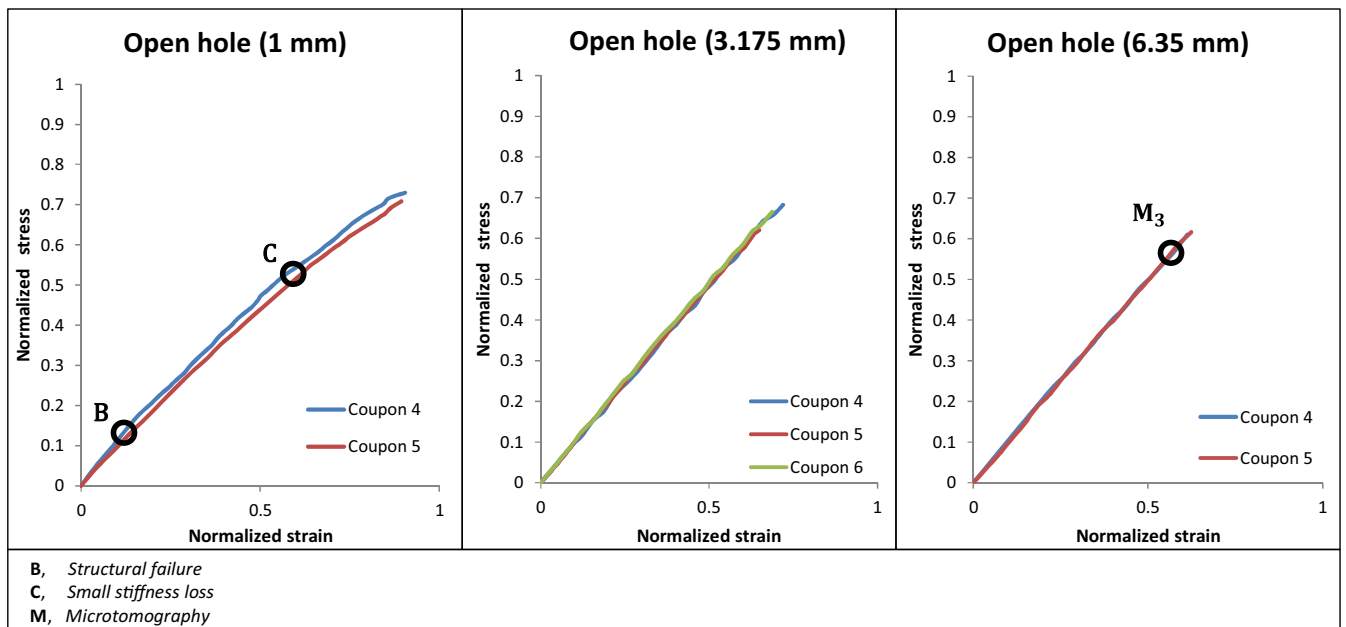 Open hole (1 mm)
1
0.9
0.8
0.7
0.6
0.5
0.4
0.3
0.2
0.1
0
Normalized stress
C
B
Coupon 4
Coupon 5
0
0.5
1
Normalized strain
Open hole (3.175 mm)
1
0.9
0.8
0.7
0.6
0.5
0.4
0.3
0.2
0.1
0
Normalized stress
Coupon 4
Coupon 5
Coupon 6
0
0.5
1
Normalized strain
Open hole (6.35 mm)
1
0.9
0.8
0.7
0.6
0.5
0.4
0.3
0.2
0.1
0
Normalized stress
M3
Coupon 4
Coupon 5
0
0.5
1
Normalized strain
B, Structural failure
C, Small stiffness loss
M, Microtomography